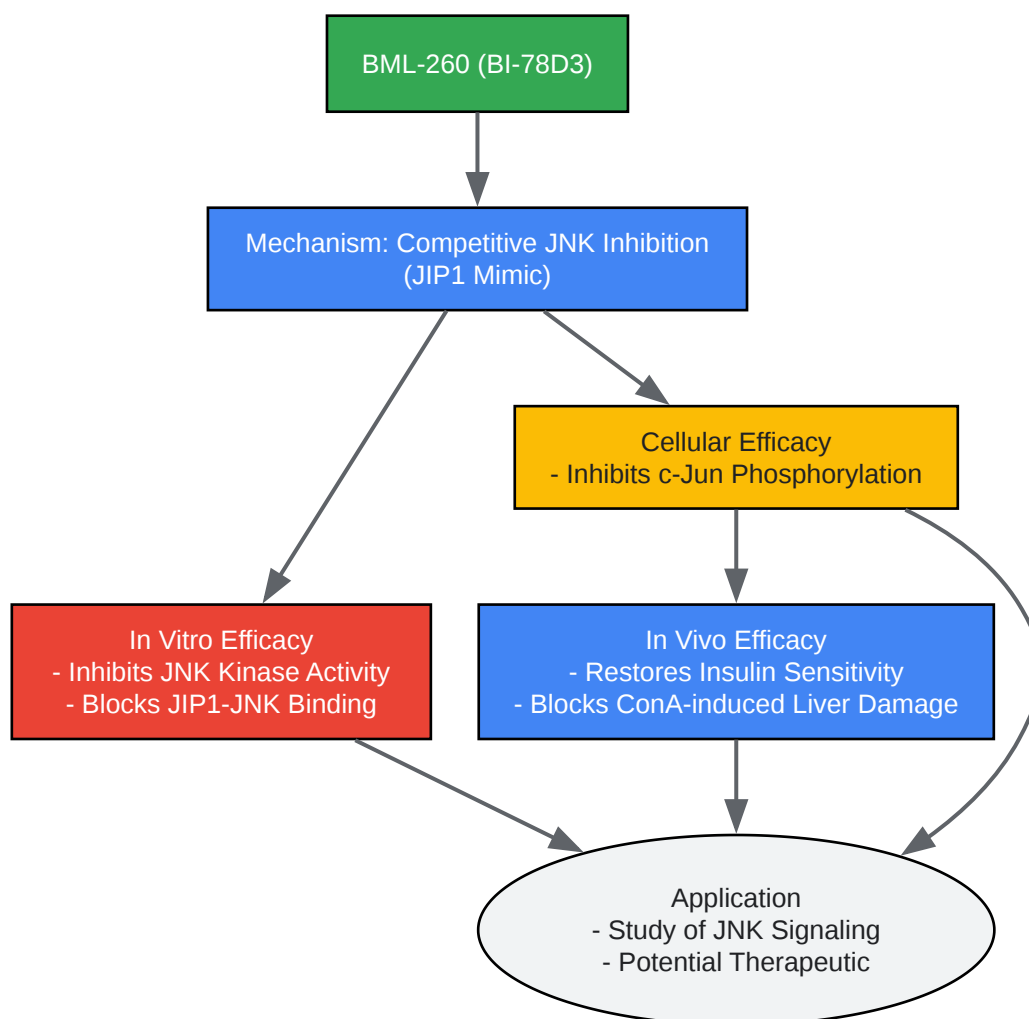 BML-260 (BI-78D3)
Mechanism: Competitive JNK Inhibition
(JIP1 Mimic)
Cellular Efficacy
- Inhibits c-Jun Phosphorylation
In Vitro Efficacy
- Inhibits JNK Kinase Activity
- Blocks JIP1-JNK Binding
In Vivo Efficacy
- Restores Insulin Sensitivity
- Blocks ConA-induced Liver Damage
Application
- Study of JNK Signaling
- Potential Therapeutic